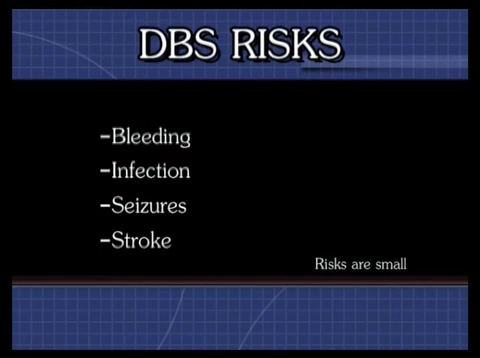 DBS RISKS
-Bleeding
-Infection
-Seizures
-Stroke
Risks are small